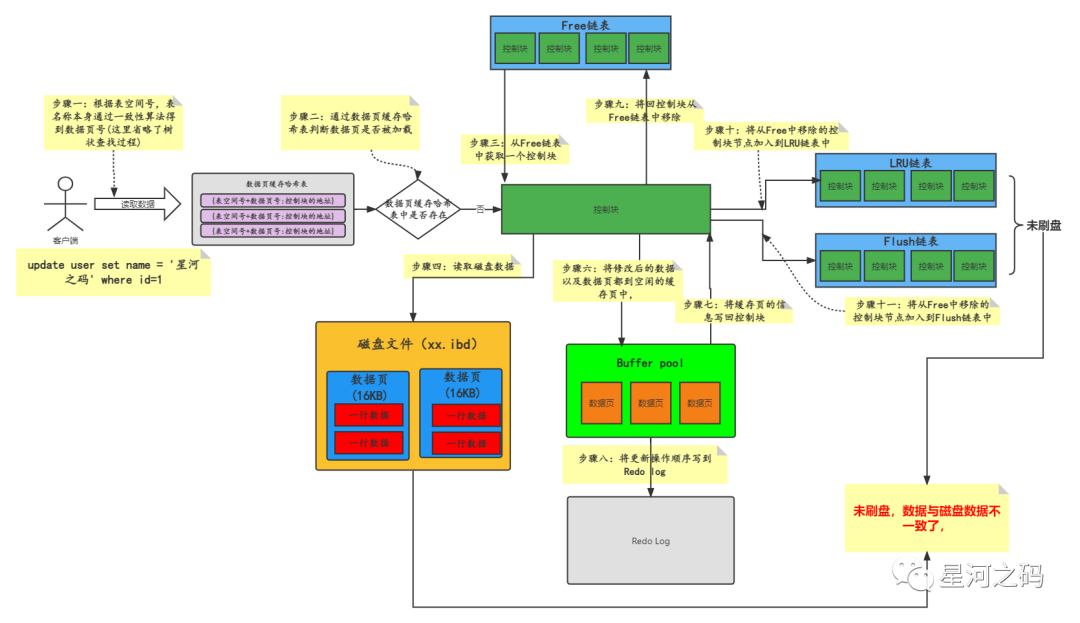 Free链表
控制块 控制块 控制块 控制块
步骤一：根据表空间号，表
名称本身通过一致性算法得
到数据页号(这里省略了树
状查找过程)
步骤二：通过数据页缓存哈
希表判断数据页是否被加载
步骤三：从Free链表
中获取一个控制块
步骤九：将回控制块从
Free链表中移除
步骤十：将从Free中移除的
控制块节点加入到LRU链表中
LRU链表
控制块 控制块 控制块 控制块
读取数据
客户端
数据页缓存哈希表
{表空间号+数据页号:控制块的地址}
{表空间号+数据页号:控制块的地址}
{表空间号+数据页号:控制块的地址}
数据页缓存哈希
表中是否存在
否
控制块
未刷盘
Flush链表
控制块 控制块 控制块 控制块
update user set name = '星河
之码' where id=1
步骤四：读取磁盘数据
步骤六：将修改后的数据
以及数据页都到空闲的缓
存页中，
步骤七：将缓存页的信
息写回控制块
步骤十一：将从Free中移除的
控制块节点加入到Flush链表中
磁盘文件（xx.ibd）
数据页
(16KB)
一行数据
一行数据
数据页
(16KB)
一行数据
一行数据
Buffer pool
数据页 数据页 数据页
步骤八：将更新操作顺序写到
Redo log
Redo Log
未刷盘，数据与磁盘数据不
一致了，
星河之码